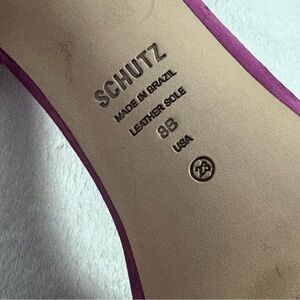 SCHUTZ
MADE IN BRAZIL
LEATHER SOLE
8B
USA